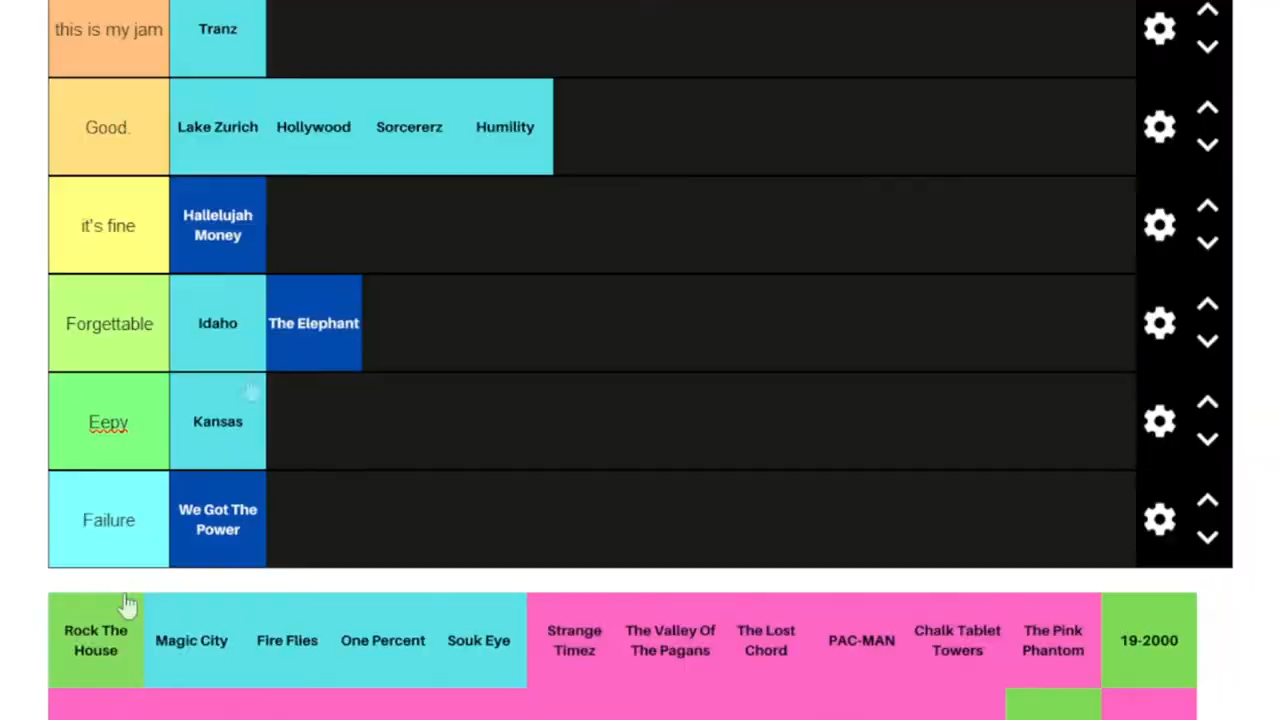 this is my jam
Tranz
Good.
Lake Zurich
Hollywood
Sorcererz
Humility
it's fine
Hallelujah
Money
Forgettable
Idaho
The Elephant
Eepy
Kansas
Failure
We Got The
Power
Rock The
House
Magic City
Fire Flies
One Percent
Souk Eye
Strange
Timez
The Valley Of
The Pagans
The Lost
Chord
PAC-MAN
Chalk Tablet
Towers
The Pink
Phantom
19-2000